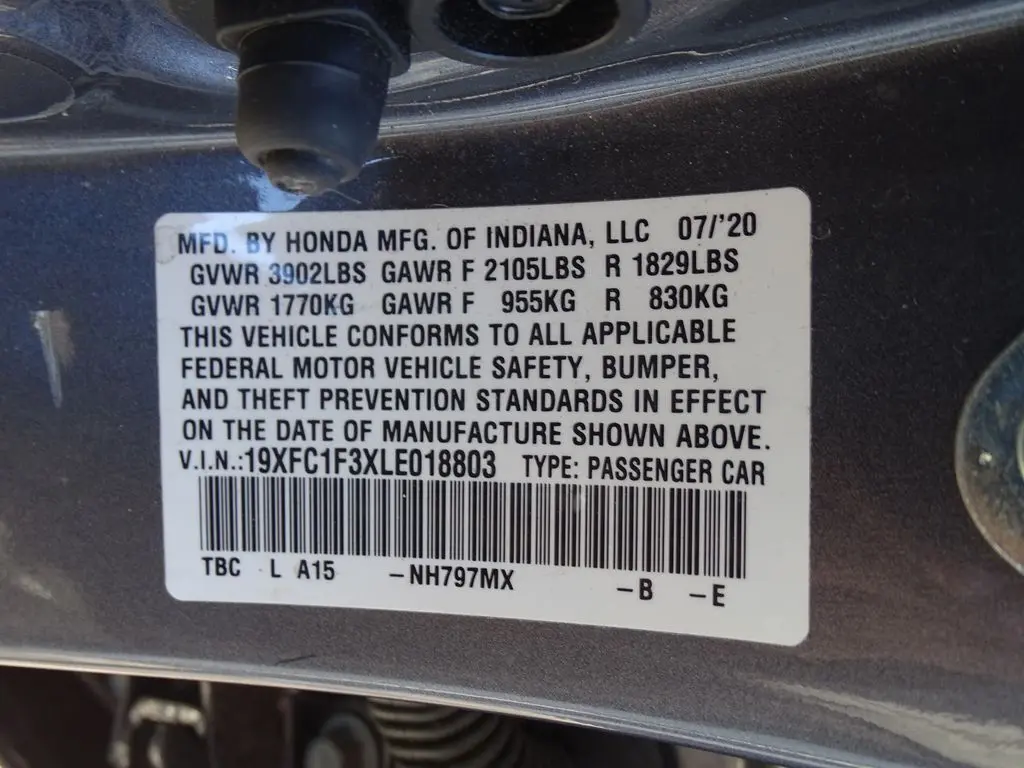 MFD. BY HONDA MFG. OF INDIANA, LLC 07/'20
GVWR 3902LBS GAWR F 2105LBS R 1829LBS
GVWR 1770KG GAWR F 955KG R 830KG
THIS VEHICLE CONFORMS TO ALL APPLICABLE
FEDERAL MOTOR VEHICLE SAFETY, BUMPER,
AND THEFT PREVENTION STANDARDS IN EFFECT
ON THE DATE OF MANUFACTURE SHOWN ABOVE.
V.I.N.:19XFC1F3XLE018803 TYPE: PASSENGER CAR
TBC L A15 –NH797MX –B –E